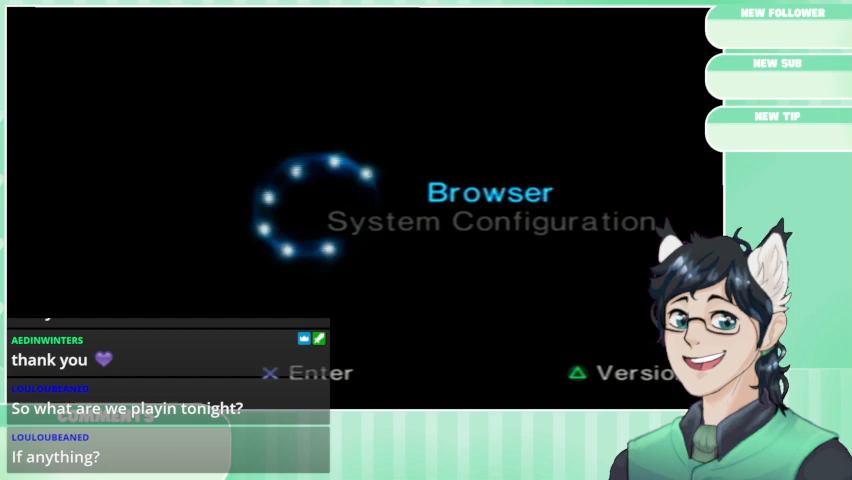 NEW FOLLOWER
NEW SUB
NEW TIP
Browser
System Configuration
AEDINWINTERS
thank you 💜
Enter
LOULOUBEANED
So what are we playin tonight?
COMMENTS
LOULOUBEANED
If anything?